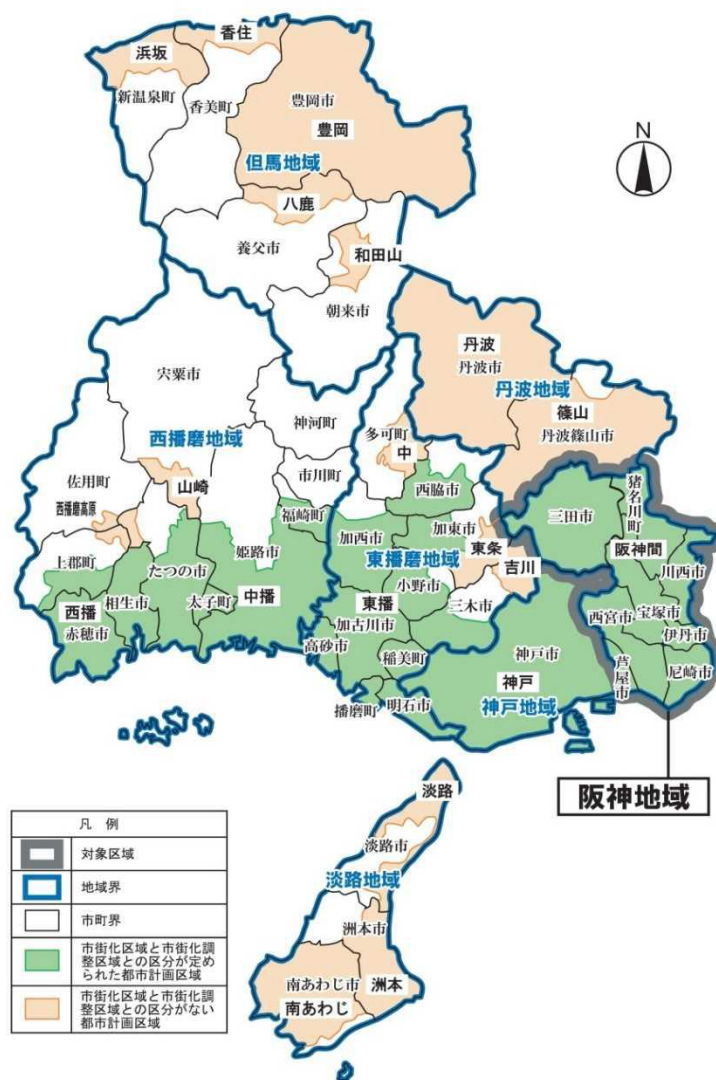 香住
浜坂
新温泉町
香美町
豊岡市
豊岡
N
但馬地域
八鹿
養父市
和田山
朝来市
丹波
丹波市
丹波地域
篠山
丹波篠山市
宍粟市
神河町
西播磨地域
多可町
中
佐用町
山崎
市川町
西脇市
猪名川町
西播磨高原
三田市
福崎町
加西市
加東市
東条
阪神間
上郡町
姫路市
東播磨地域
吉川
川西市
たつの市
小野市
西播
相生市
太子町
中播
東播
三木市
西宮市
宝塚市
赤穂市
加古川市
伊丹市
高砂市
稲美町
神戸市
芦屋市
尼崎市
神戸
播磨町
明石市
神戸地域
阪神地域
淡路
淡路市
淡路地域
洲本市
南あわじ市
洲本
南あわじ
凡 例
対象区域
地域界
市町界
市街化区域と市街化調
整区域との区分が定め
られた都市計画区域
市街化区域と市街化調
整区域との区分がない
都市計画区域